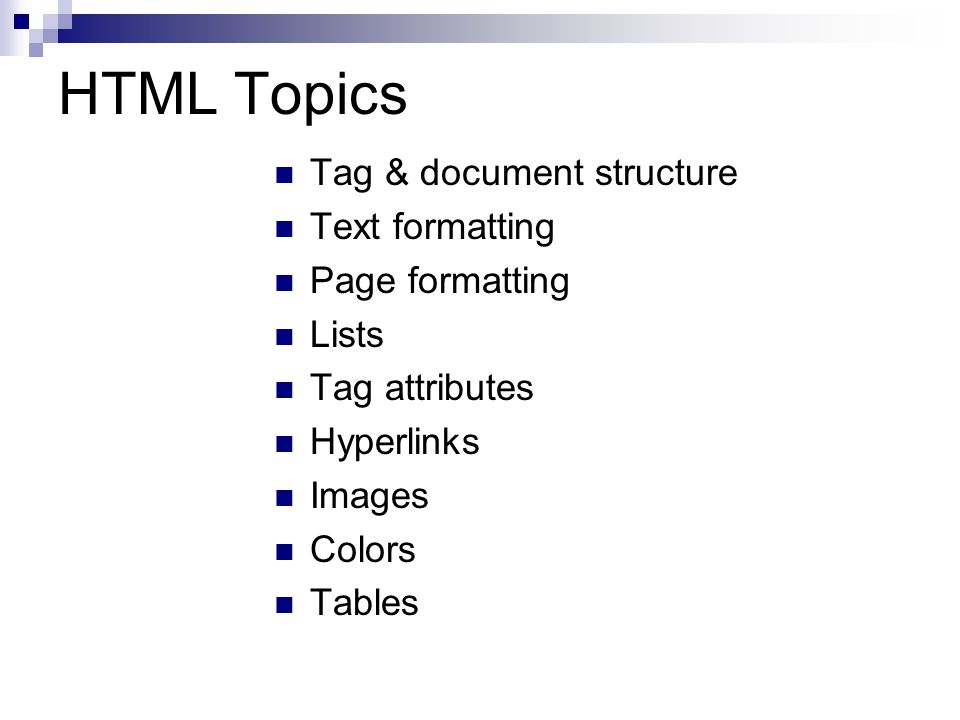 HTML Topics
Tag & document structure
Text formatting
Page formatting
Lists
Tag attributes
Hyperlinks
Images
Colors
Tables